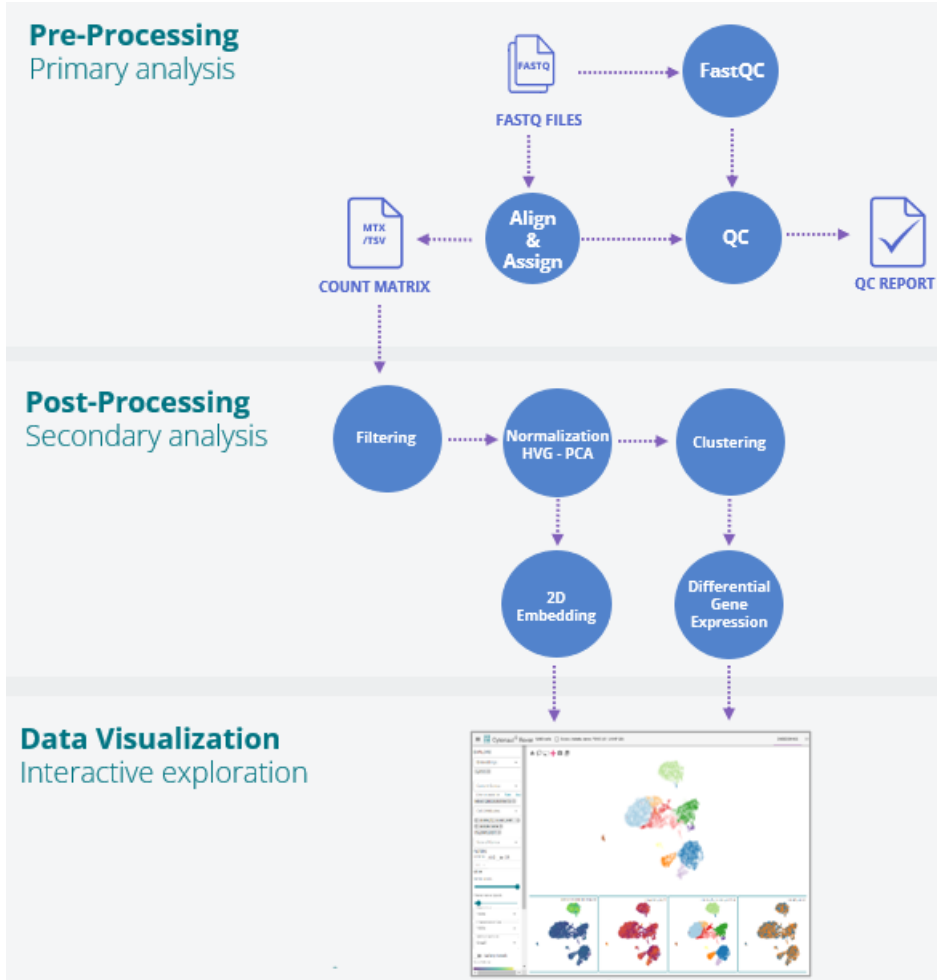 Pre-Processing
Primary analysis
FASTQ
FASTQ FILES
FastQC
MTX
/TSV
COUNT MATRIX
Align
&
Assign
QC
QC REPORT
Post-Processing
Secondary analysis
Filtering
Normalization
HVG - PCA
Clustering
2D
Embedding
Differential
Gene
Expression
Data Visualization
Interactive exploration